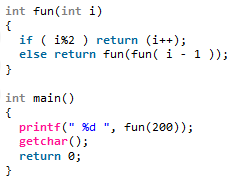 int fun(int i)
{
  if ( i%2 ) return (i++);
  else return fun(fun( i - 1 ));
}

int main()
{
  printf(" %d ", fun(200));
  getchar();
  return 0;
}